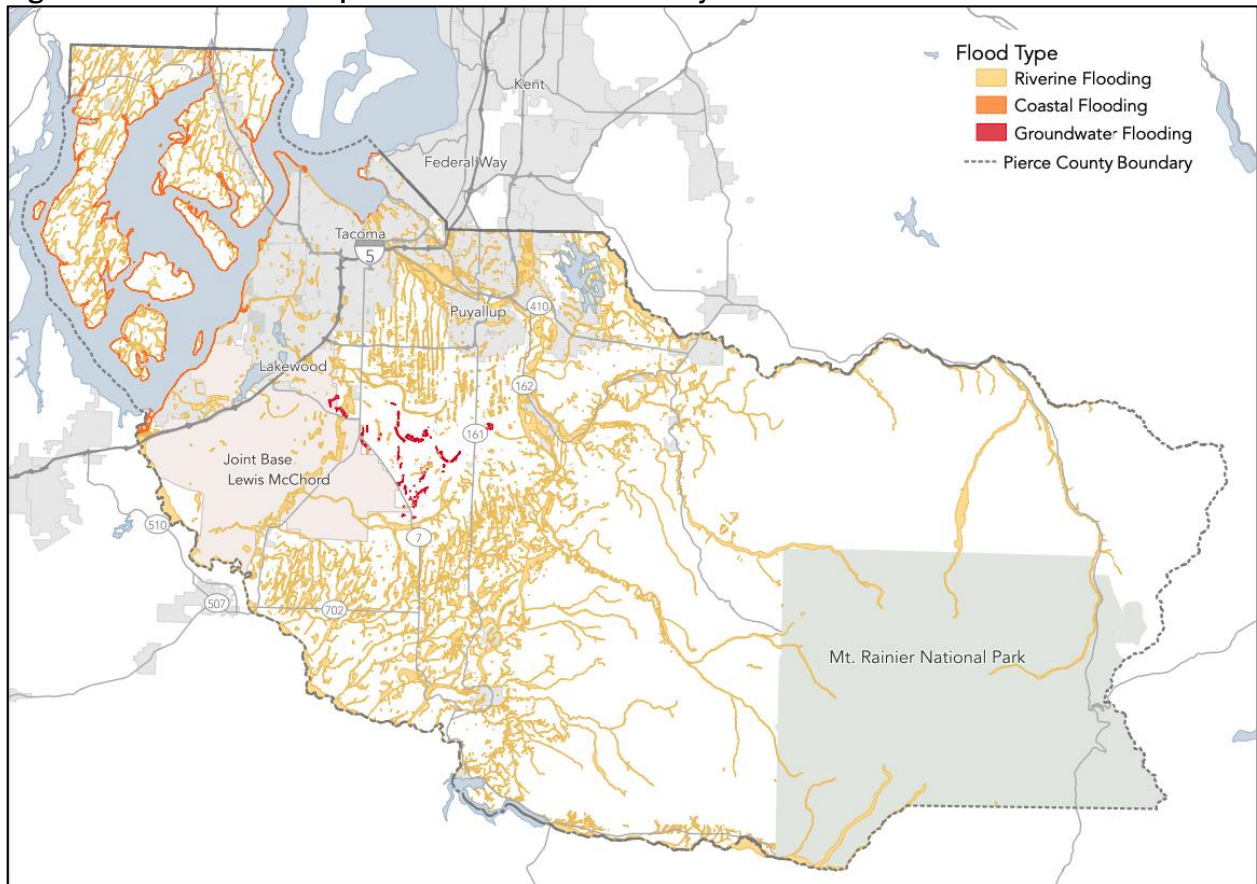 Kent
Federal Way
Tacoma
5
Puyallup
410
Lakewood
162
161
Joint Base
Lewis McChord
510
7
507
702
Mt. Rainier National Park
Flood Type
Riverine Flooding
Coastal Flooding
Groundwater Flooding
Pierce County Boundary